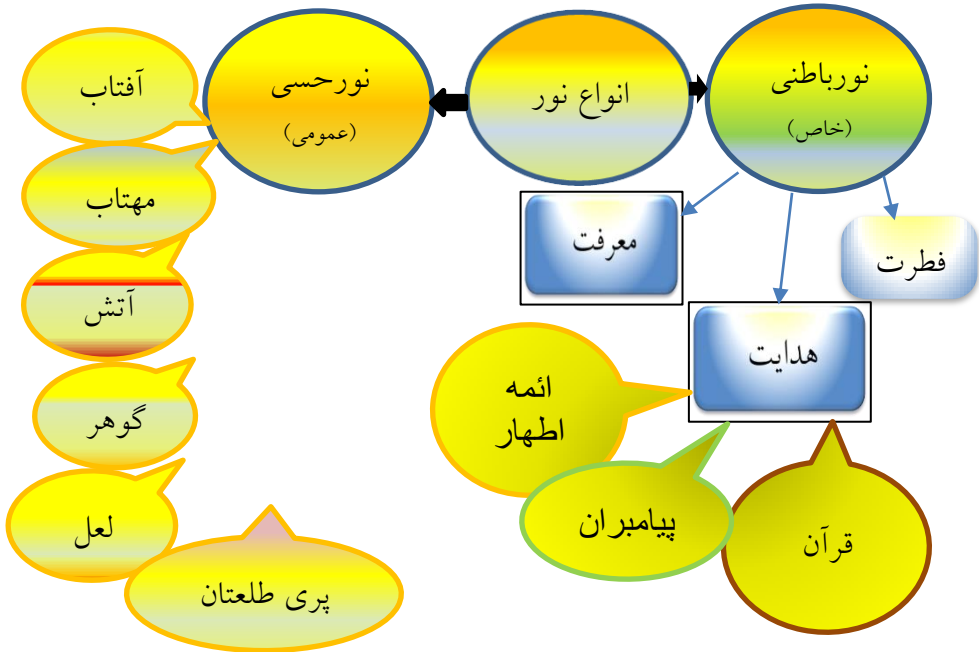 انواع نور
نورباطنی
(خاص)
فطرت
معرفت
هدایت
قرآن
پیامبران
ائمه
اطهار
نورحسی
(عمومی)
آفتاب
مهتاب
آتش
گوهر
لعل
پری طلعتان